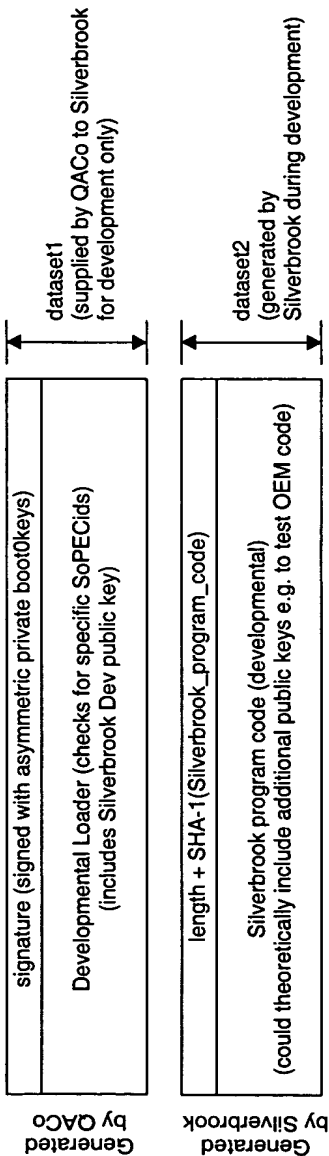 Generated
by QACo
signature (signed with asymmetric private boot0keys)
Developmental Loader (checks for specific SoPECids)
(includes Silverbrook Dev public key)
dataset1
(supplied by QACo to Silverbrook
for development only)
Generated
by Silverbrook
length + SHA-1(Silverbrook_program_code)
Silverbrook program code (developmental)
(could theoretically include additional public keys e.g. to test OEM code)
dataset2
(generated by
Silverbrook during development)